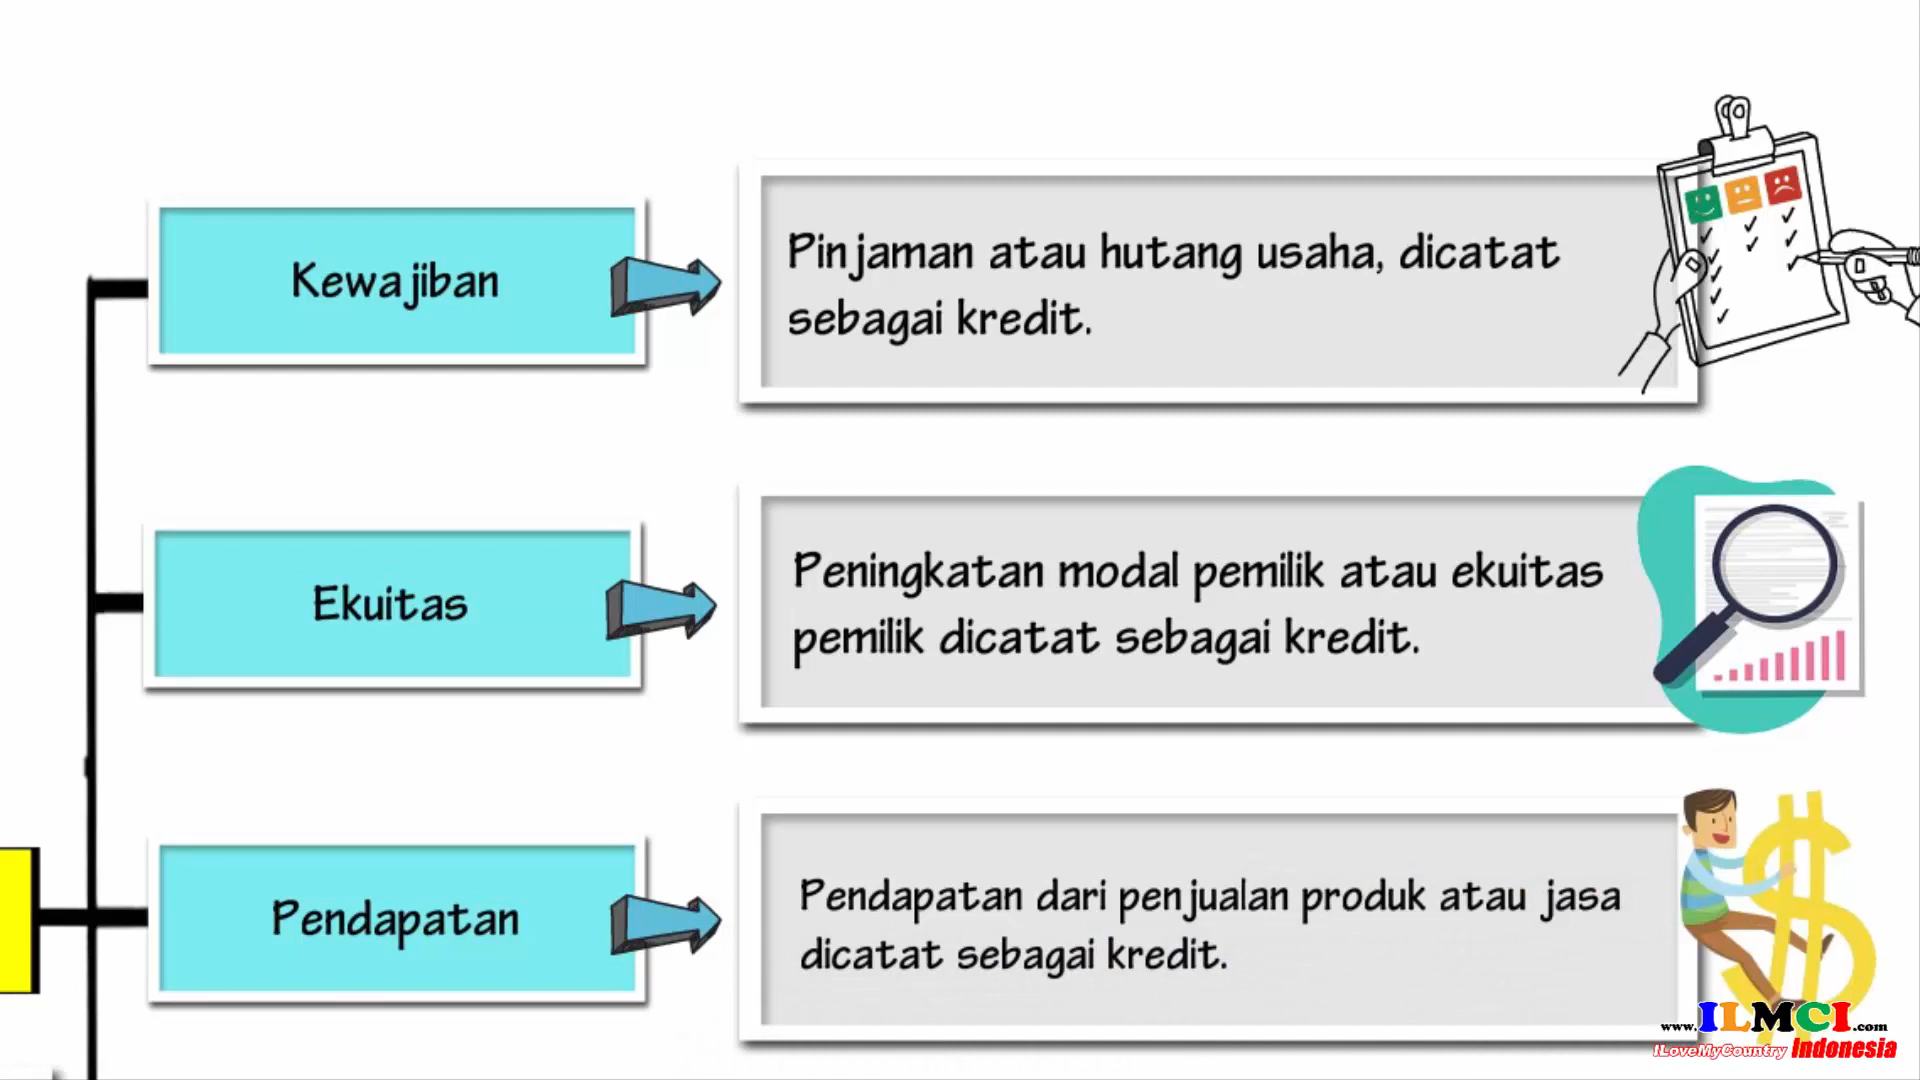 Kewajiban
Pinjaman atau hutang usaha, dicatat
sebagai kredit.
Ekuitas
Peningkatan modal pemilik atau ekuitas
pemilik dicatat sebagai kredit.
Pendapatan
Pendapatan dari penjualan produk atau jasa
dicatat sebagai kredit.
www.ILMCI.com
ILoveMyCountry Indonesia